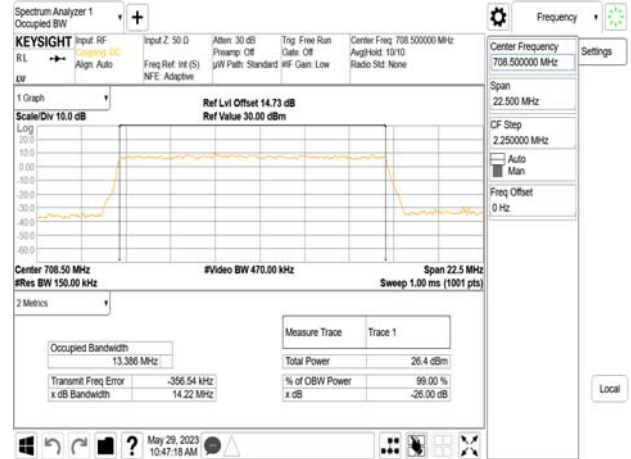 Spectrum Analyzer 1
Occupied BW
+
Frequency
KEYSIGHT
RL
Input: RF
Coupling: DC
Align: Auto
Input Z: 50 Ω
Freq Ref: Int (S)
NFE: Adaptive
Atten: 30 dB
Preamp: Off
µW Path: Standard
Trig: Free Run
Gate: Off
#IF Gain: Low
Center Freq: 708.500000 MHz
Avg|Hold: 10/10
Radio Std: None
Center Frequency
708.500000 MHz
Settings
Span
22.500 MHz
CF Step
2.250000 MHz
Auto
Man
Freq Offset
0 Hz
Local
1 Graph
Scale/Div 10.0 dB
Ref Lvl Offset 14.73 dB
Ref Value 30.00 dBm
Log
20.0
10.0
0.00
-10.0
-20.0
-30.0
-40.0
-50.0
-60.0
Center 708.50 MHz
#Video BW 470.00 kHz
Span 22.5 MHz
#Res BW 150.00 kHz
Sweep 1.00 ms (1001 pts)
2 Metrics
Measure Trace Trace 1
Occupied Bandwidth
13.386 MHz
Total Power 26.4 dBm
Transmit Freq Error -356.54 kHz
% of OBW Power 99.00 %
x dB Bandwidth 14.22 MHz
x dB -26.00 dB
?
May 29, 2023
10:47:18 AM